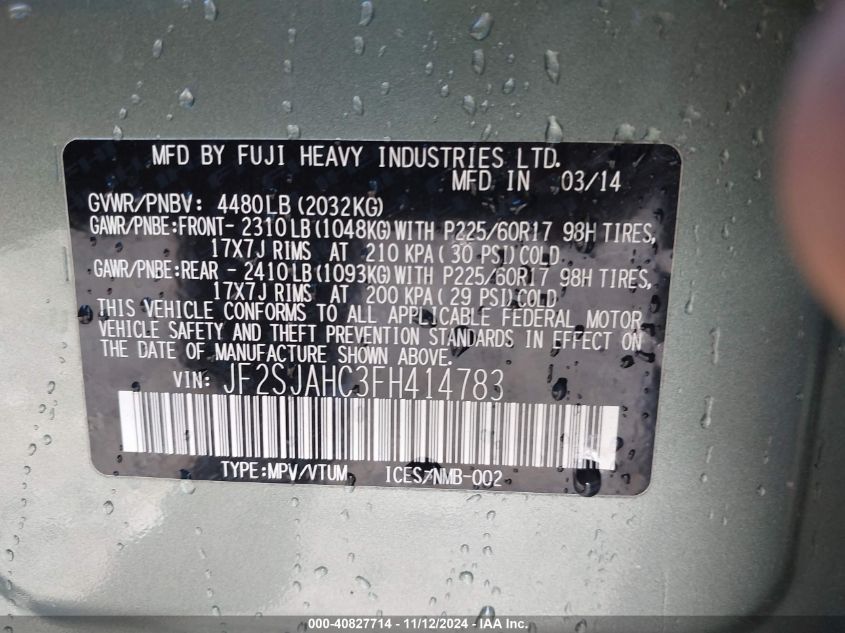 MFD BY FUJI HEAVY INDUSTRIES LTD.
MFD IN 03/14
GVWR/PNBV: 4480LB (2032KG)
GAWR/PNBE:FRONT- 2310LB(1048KG)WITH P225/60R17 98H TIRES,
17X7J RIMS AT 210 KPA( 30 PSI)COLD
GAWR/PNBE:REAR - 2410LB(1093KG)WITH P225/60R17 98H TIRES,
17X7J RIMS AT 200 KPA( 29 PSI)COLD
THIS VEHICLE CONFORMS TO ALL APPLICABLE FEDERAL MOTOR
VEHICLE SAFETY AND THEFT PREVENTION STANDARDS IN EFFECT ON
THE DATE OF MANUFACTURE SHOWN ABOVE.
VIN: JF2SJAHC3FH414783
TYPE:MPV/VTUM ICES/NMB-002
000-40827714 - 11/12/2024 - IAA Inc.